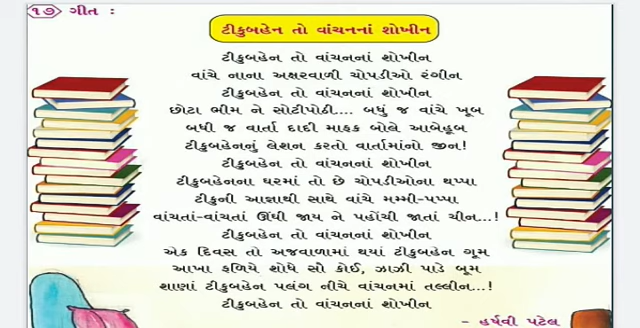 ૧૭ ગીત :
ટીકુબહેન તો વાંચનનાં શોખીન
ટીકુબહેન તો વાંચનનાં શોખીન
વાંચે નાના અક્ષરવાળી ચોપડીઓ રંગીન
ટીકુબહેન તો વાંચનનાં શોખીન
છોટા ભીમ ને સોટીપોઠી.... બધું જ વાંચે ખૂબ
બધી જ વાર્તા દાદી માફક બોલે આબેહૂબ
ટીકુબહેનનું લેશન કરતો વાર્તામાંનો જીન!
ટીકુબહેન તો વાંચનનાં શોખીન
ટીકુબહેનના ઘરમાં તો છે ચોપડીઓના થપ્પા
ટીકુની આજ્ઞાથી સાથે વાંચે મમ્મી-પપ્પા
વાંચતાં-વાંચતાં ઊંઘી જાય ને પહોંચી જાતાં ચીન...!
ટીકુબહેન તો વાંચનનાં શોખીન
એક દિવસ તો અજવાળામાં થયાં ટીકુબહેન ગૂમ
આખા ફળિયે શોધે સૌ કોઈ, ઝાઝી પાડે બૂમ
શાણાં ટીકુબહેન પલંગ નીચે વાંચનમાં તલ્લીન...!
ટીકુબહેન તો વાંચનનાં શોખીન
- હર્ષવી પટેલ